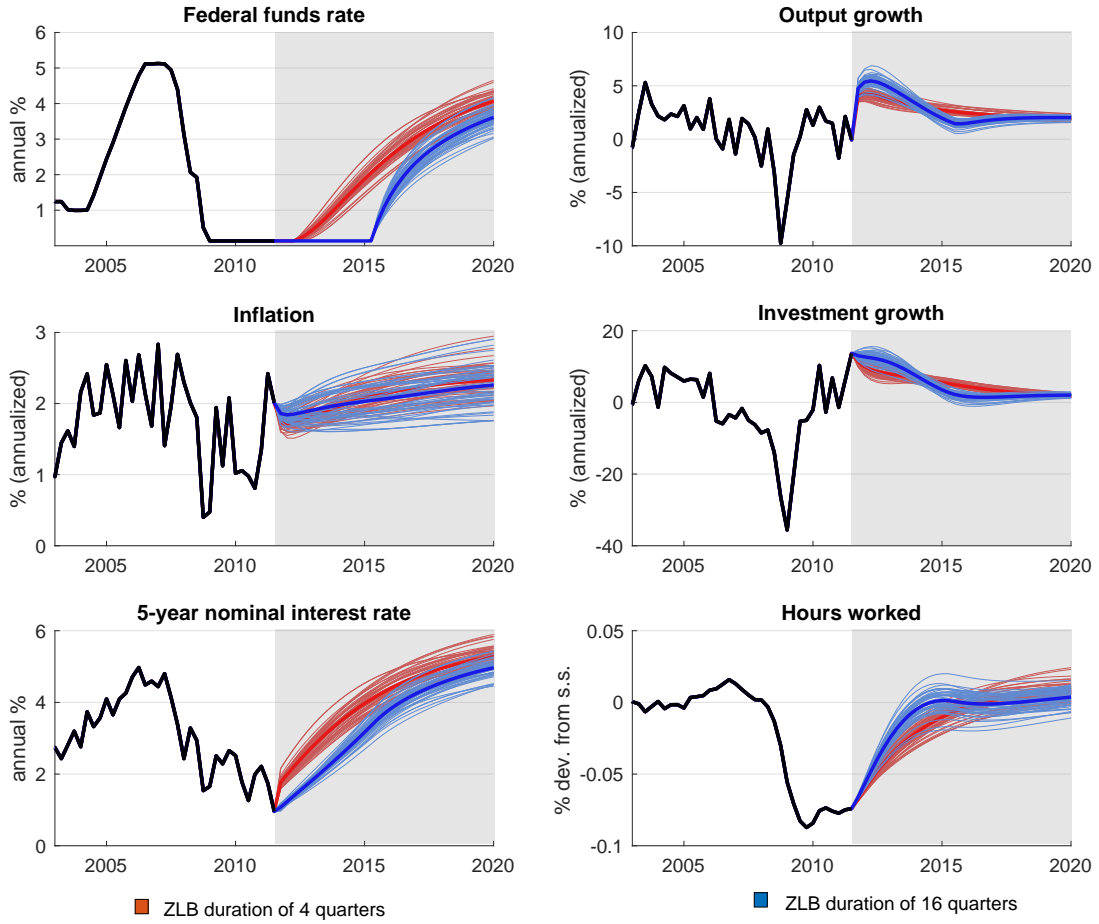 Federal funds rate
annual %
6
5
4
3
2
1
2005 2010 2015 2020
Output growth
% (annualized)
10
5
0
-5
-10
2005 2010 2015 2020
Inflation
% (annualized)
3
2
1
0
2005 2010 2015 2020
Investment growth
% (annualized)
20
0
-20
-40
2005 2010 2015 2020
5-year nominal interest rate
annual %
6
4
2
0
2005 2010 2015 2020
Hours worked
% dev. from s.s.
0.05
0
-0.05
-0.1
2005 2010 2015 2020
ZLB duration of 4 quarters
ZLB duration of 16 quarters